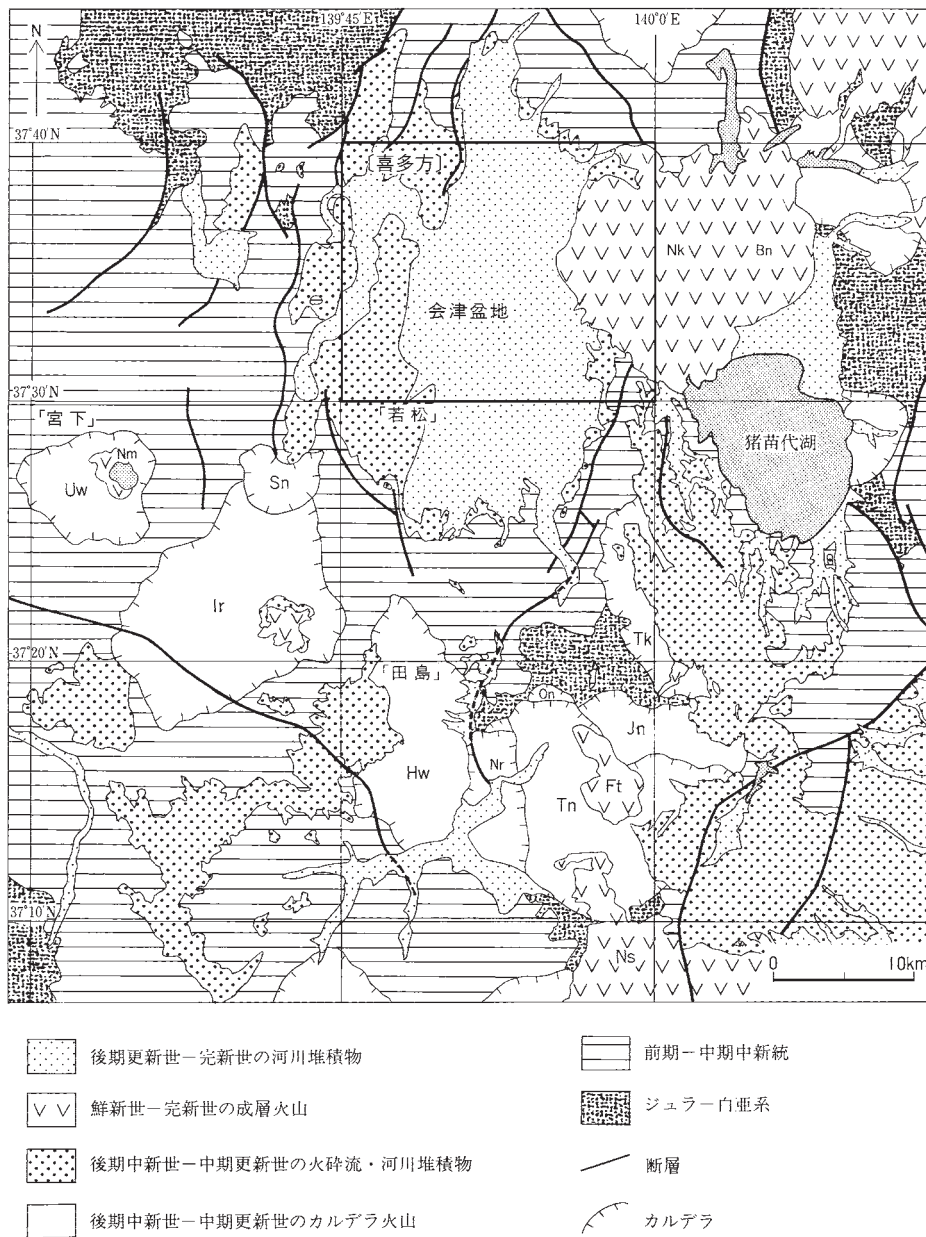 139°45′E
140°0′E
N
37°40′N
〔喜多方〕
Nk
Bn
会津盆地
37°30′N
「宮下」
「若松」
猪苗代湖
Nm
Uw
Sn
Ir
Tk
37°20′N
「田島」
On
Jn
Nr
Hw
Ft
Tn
37°10′N
Ns
0 10km
後期更新世－完新世の河川堆積物
鮮新世－完新世の成層火山
後期中新世－中期更新世の火砕流・河川堆積物
後期中新世－中期更新世のカルデラ火山
前期－中期中新統
ジュラ－白亜系
断層
カルデラ